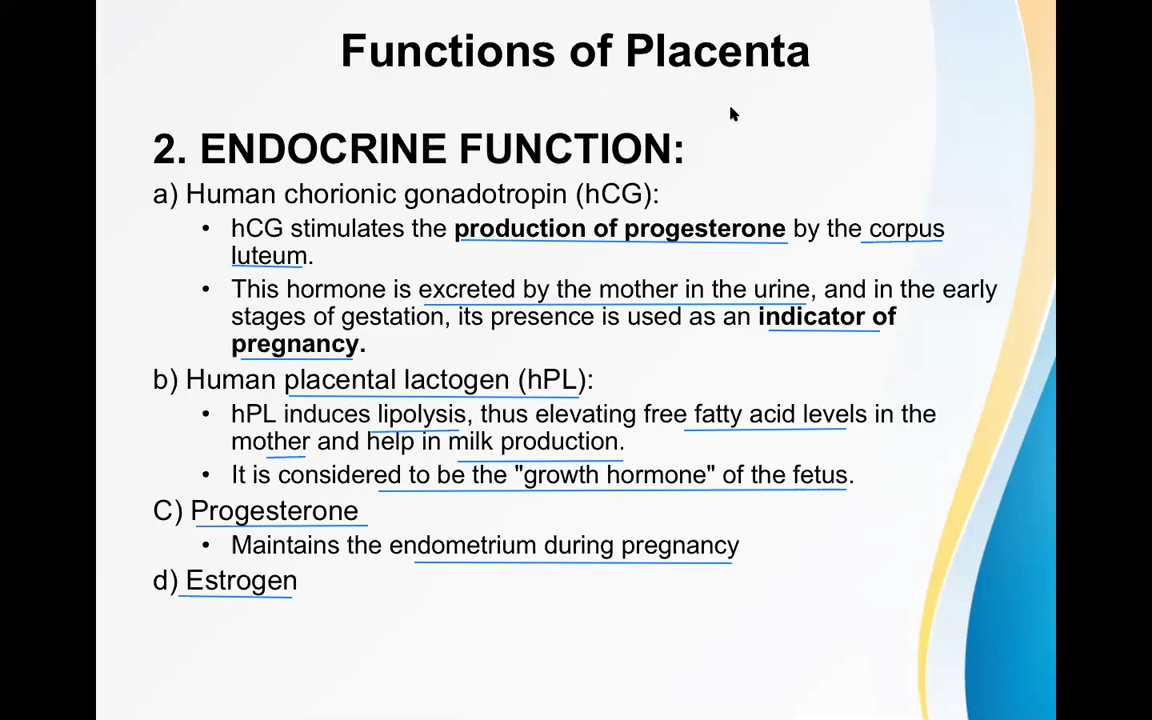 Functions of Placenta
2. ENDOCRINE FUNCTION:
a) Human chorionic gonadotropin (hCG):
• hCG stimulates the production of progesterone by the corpus
luteum.
• This hormone is excreted by the mother in the urine, and in the early
stages of gestation, its presence is used as an indicator of
pregnancy.
b) Human placental lactogen (hPL):
• hPL induces lipolysis, thus elevating free fatty acid levels in the
mother and help in milk production.
• It is considered to be the "growth hormone" of the fetus.
C) Progesterone
• Maintains the endometrium during pregnancy
d) Estrogen